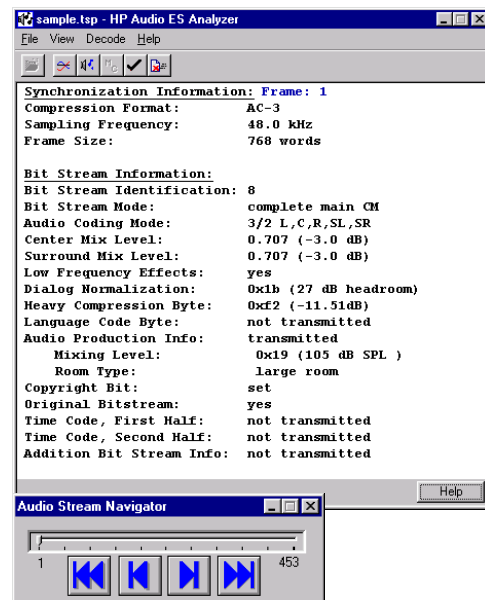 sample.tsp - HP Audio ES Analyzer
File View Decode Help
Synchronization Information: Frame: 1
Compression Format: AC-3
Sampling Frequency: 48.0 kHz
Frame Size: 768 words
Bit Stream Information:
Bit Stream Identification: 8
Bit Stream Mode: complete main CM
Audio Coding Mode: 3/2 L,C,R,SL,SR
Center Mix Level: 0.707 (-3.0 dB)
Surround Mix Level: 0.707 (-3.0 dB)
Low Frequency Effects: yes
Dialog Normalization: 0x1b (27 dB headroom)
Heavy Compression Byte: 0xf2 (-11.51dB)
Language Code Byte: not transmitted
Audio Production Info: transmitted
Mixing Level: 0x19 (105 dB SPL )
Room Type: large room
Copyright Bit: set
Original Bitstream: yes
Time Code, First Half: not transmitted
Time Code, Second Half: not transmitted
Addition Bit Stream Info: not transmitted
Help
Audio Stream Navigator
1 453